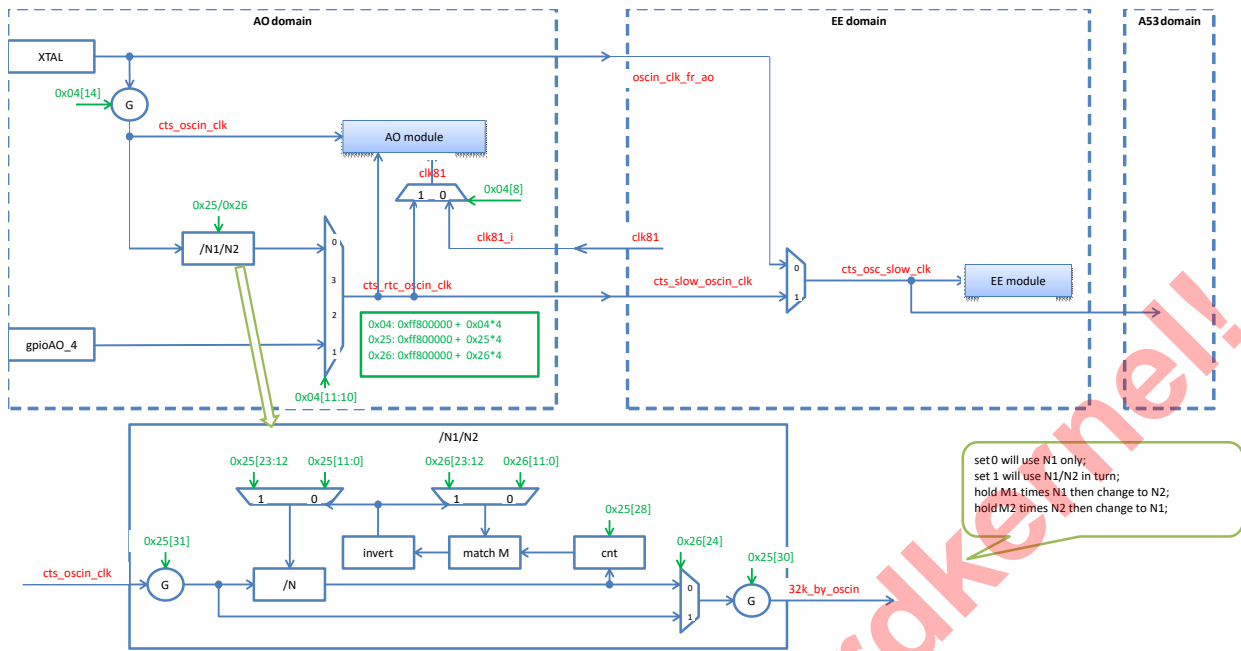 AO domain
EE domain
A53 domain
XTAL
oscin_clk_fr_ao
0x04[14]
G
cts_oscin_clk
AO module
clk81
1 0
0x04[8]
0x25/0x26
/N1/N2
clk81_i
clk81
0
3
2
1
cts_rtc_oscin_clk
cts_slow_oscin_clk
0
1
cts_osc_slow_clk
EE module
0x04: 0xff800000 + 0x04*4
0x25: 0xff800000 + 0x25*4
0x26: 0xff800000 + 0x26*4
gpioAO_4
0x04[11:10]
/N1/N2
0x25[23:12
0x25[11:0]
0x26[23:12
0x26[11:0]
1 0
1 0
set 0 will use N1 only;
set 1 will use N1/N2 in turn;
hold M1 times N1 then change to N2;
hold M2 times N2 then change to N1;
0x25[28]
0x25[31]
invert
match M
cnt
0x26[24]
0x25[30]
cts_oscin_clk
G
/N
0
1
G
32k_by_oscin
rdkernel!